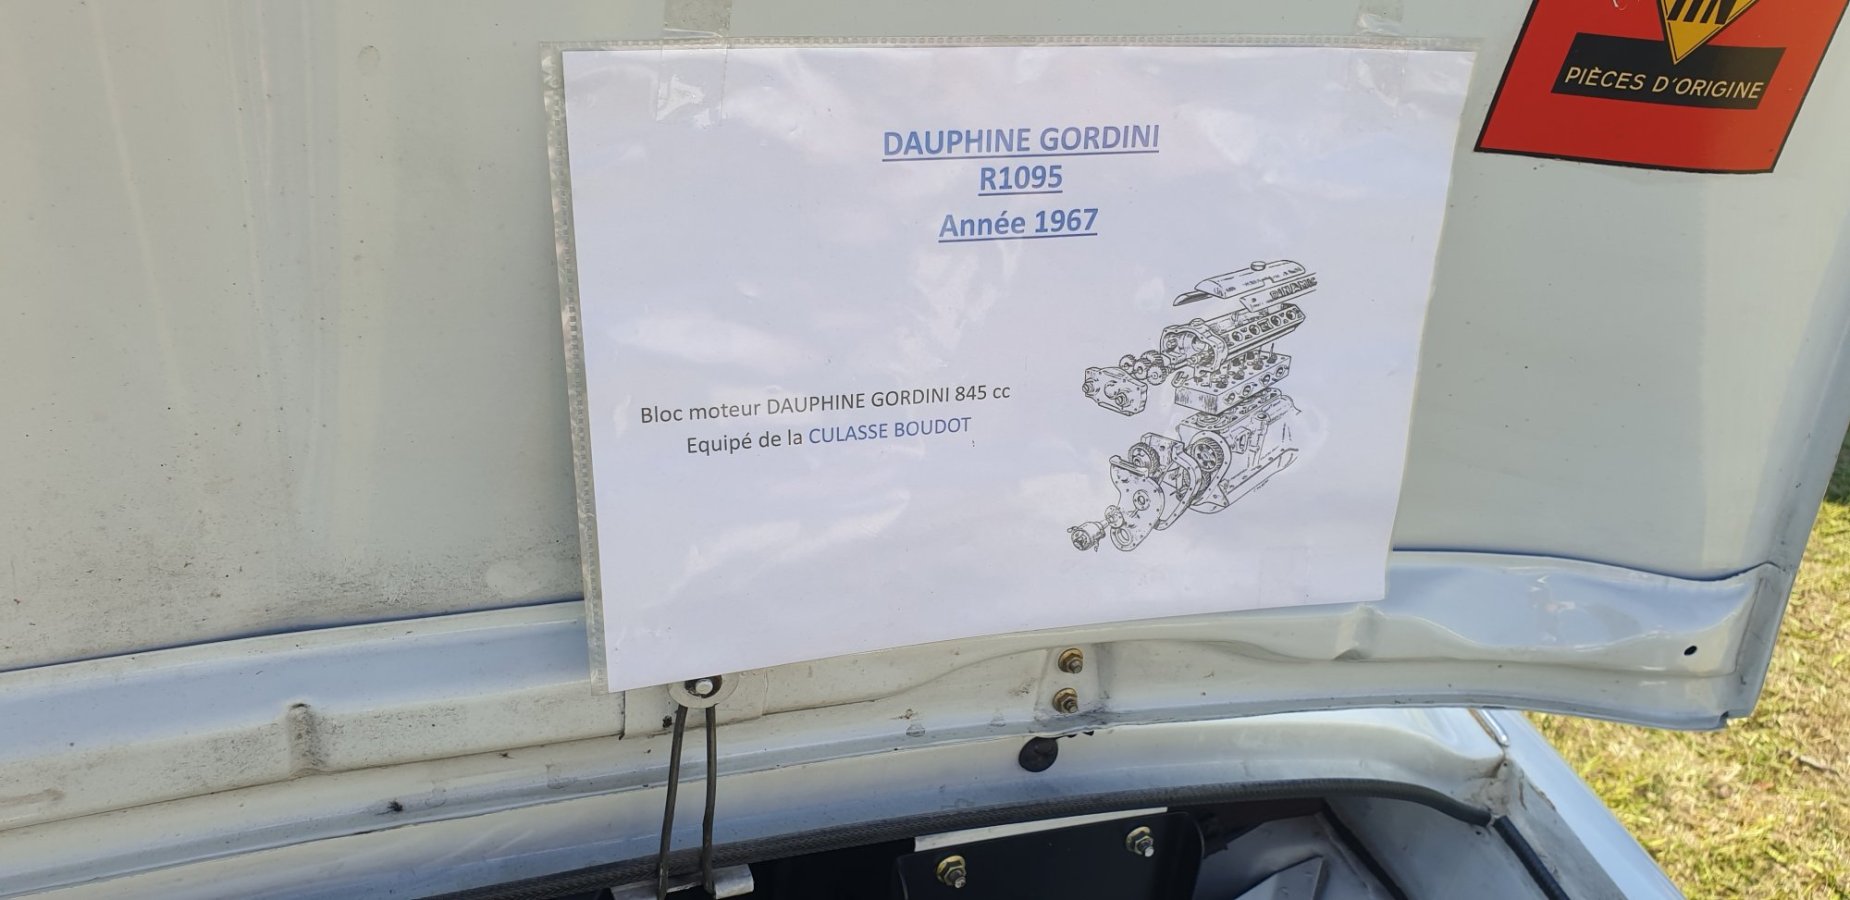 PIÈCES D'ORIGINE
DAUPHINE GORDINI
R1095
Année 1967
Bloc moteur DAUPHINE GORDINI 845 cc
Equipé de la CULASSE BOUDOT